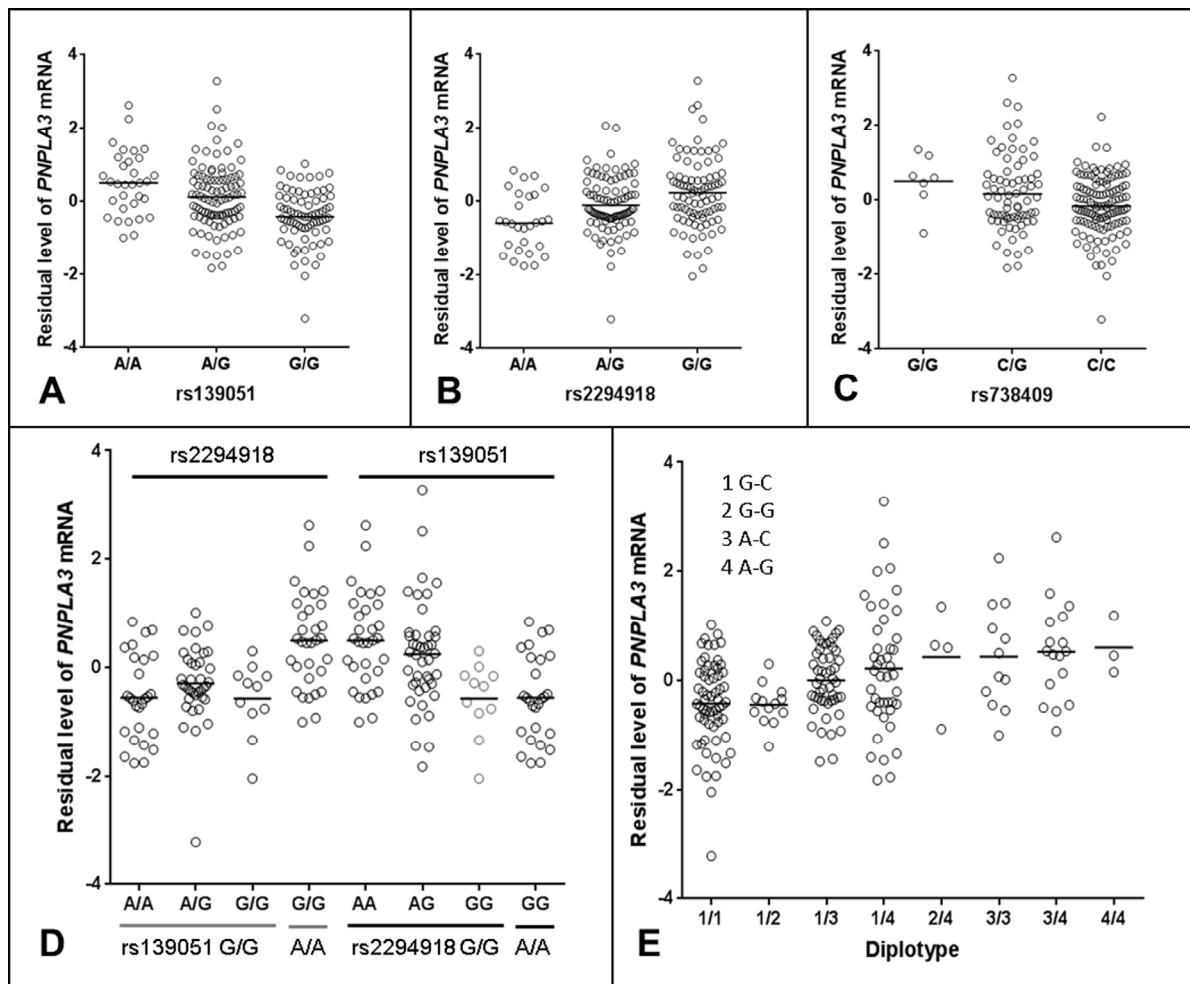 Residual level of PNPLA3 mRNA
4
2
0
-2
-4
A/A A/G G/G
rs139051
A
Residual level of PNPLA3 mRNA
4
2
0
-2
-4
A/A A/G G/G
rs2294918
B
Residual level of PNPLA3 mRNA
4
2
0
-2
-4
G/G C/G C/C
rs738409
C
rs2294918 rs139051
Residual level of PNPLA3 mRNA
4
2
0
-2
-4
A/A A/G G/G G/G AA AG GG GG
rs139051 G/G A/A rs2294918 G/G A/A
D
Residual level of PNPLA3 mRNA
4
2
0
-2
-4
1 G-C
2 G-G
3 A-C
4 A-G
1/1 1/2 1/3 1/4 2/4 3/3 3/4 4/4
Diplotype
E